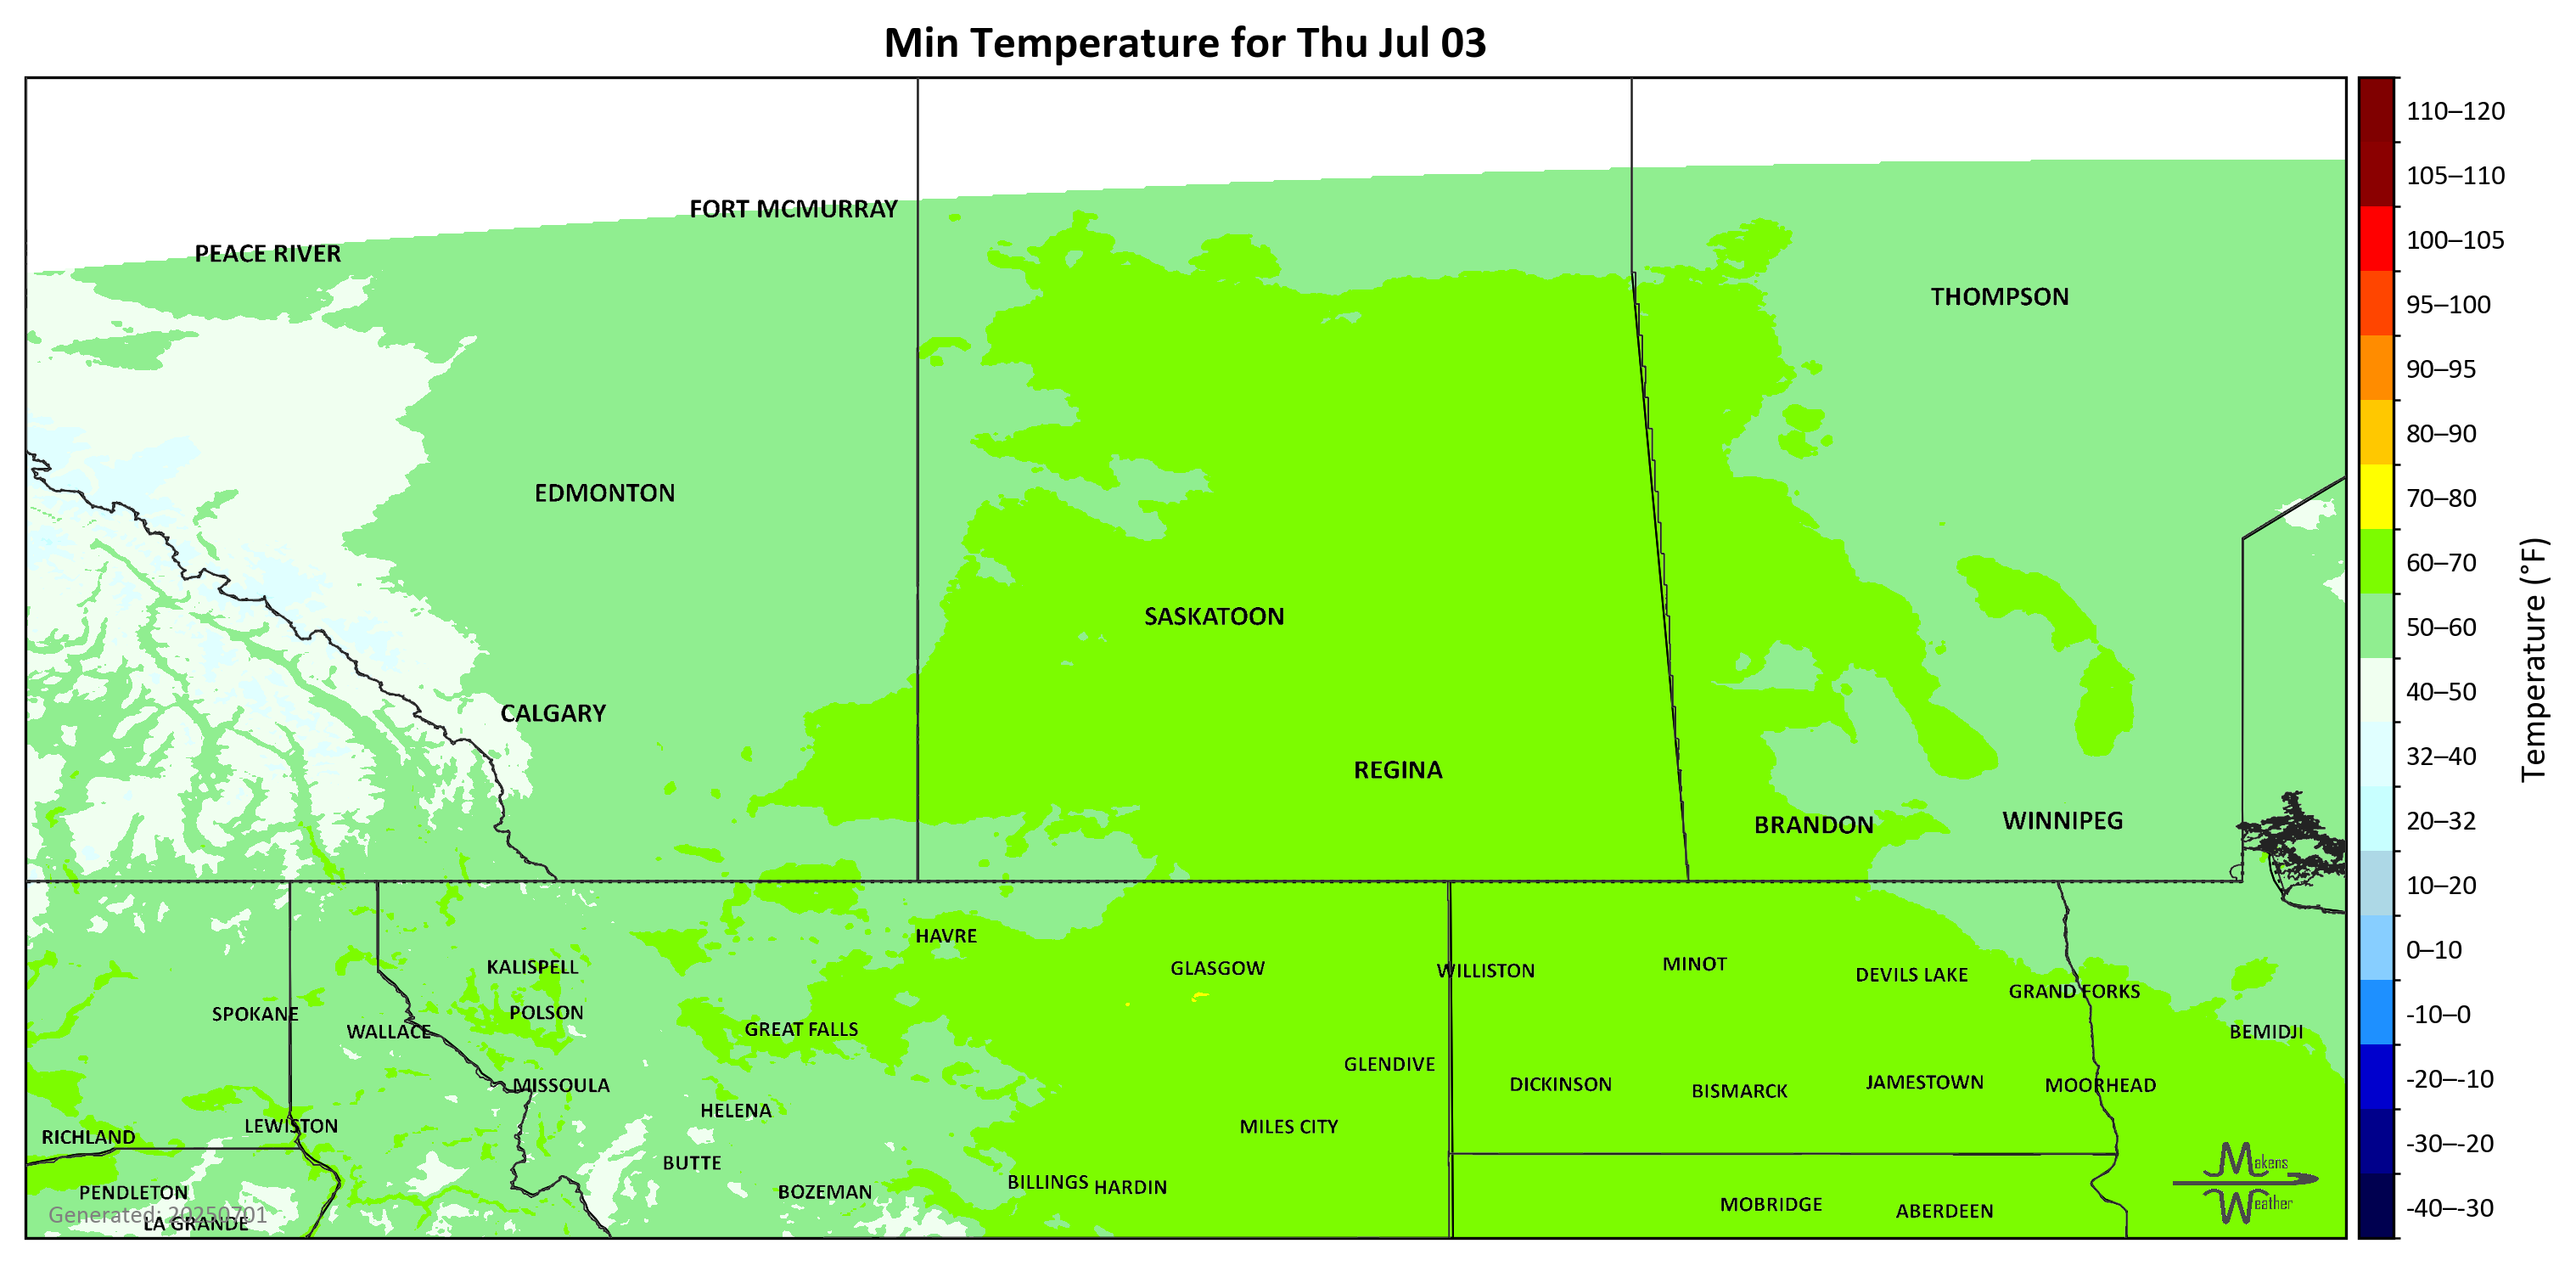 Min Temperature for Thu Jul 03
110–120
105–110
FORT MCMURRAY
100–105
PEACE RIVER
THOMPSON
95–100
90–95
80–90
EDMONTON
70–80
60–70
SASKATOON
50–60
Temperature (°F)
CALGARY
40–50
REGINA
32–40
BRANDON
WINNIPEG
20–32
10–20
HAVRE
KALISPELL
GLASGOW
WILLISTON
MINOT
DEVILS LAKE
0–10
GRAND FORKS
SPOKANE
POLSON
-10–0
WALLACE
GREAT FALLS
BEMIDJI
GLENDIVE
MISSOULA
DICKINSON
BISMARCK
JAMESTOWN
MOORHEAD
-20–-10
HELENA
LEWISTON
MILES CITY
RICHLAND
-30–-20
BUTTE
Makens
PENDLETON
BOZEMAN
BILLINGS
HARDIN
Weather
MOBRIDGE
ABERDEEN
-40–-30
Generated: 20250701
LA GRANDE